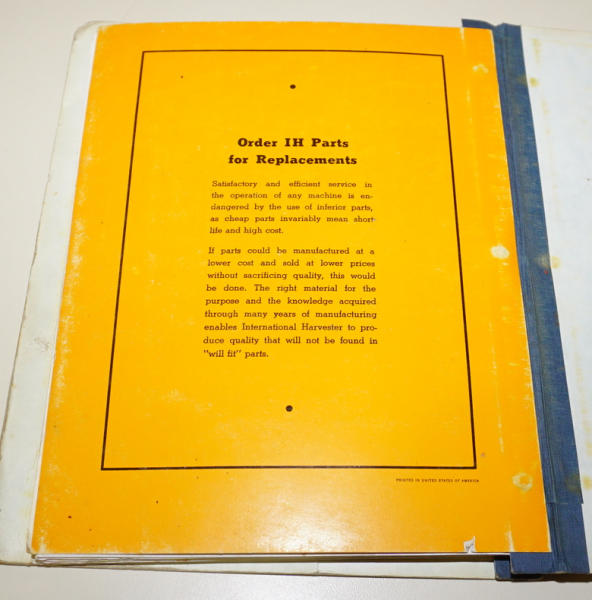 Order IH Parts
for Replacements
Satisfactory and efficient service in
the operation of any machine is en-
dangered by the use of inferior parts,
as cheap parts invariably mean short-
life and high cost.
If parts could be manufactured at a
lower cost and sold at lower prices
without sacrificing quality, this would
be done. The right material for the
purpose and the knowledge acquired
through many years of manufacturing
enables International Harvester to pro-
duce quality that will not be found in
"will fit" parts.
PRINTED IN UNITED STATES OF AMERICA